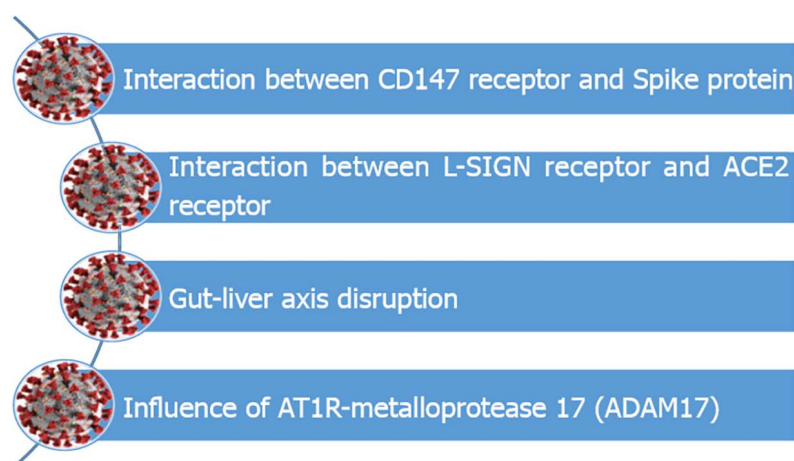 Interaction between CD147 receptor and Spike protein
Interaction between L-SIGN receptor and ACE2
receptor
Gut-liver axis disruption
Influence of AT1R-metalloprotease 17 (ADAM17)